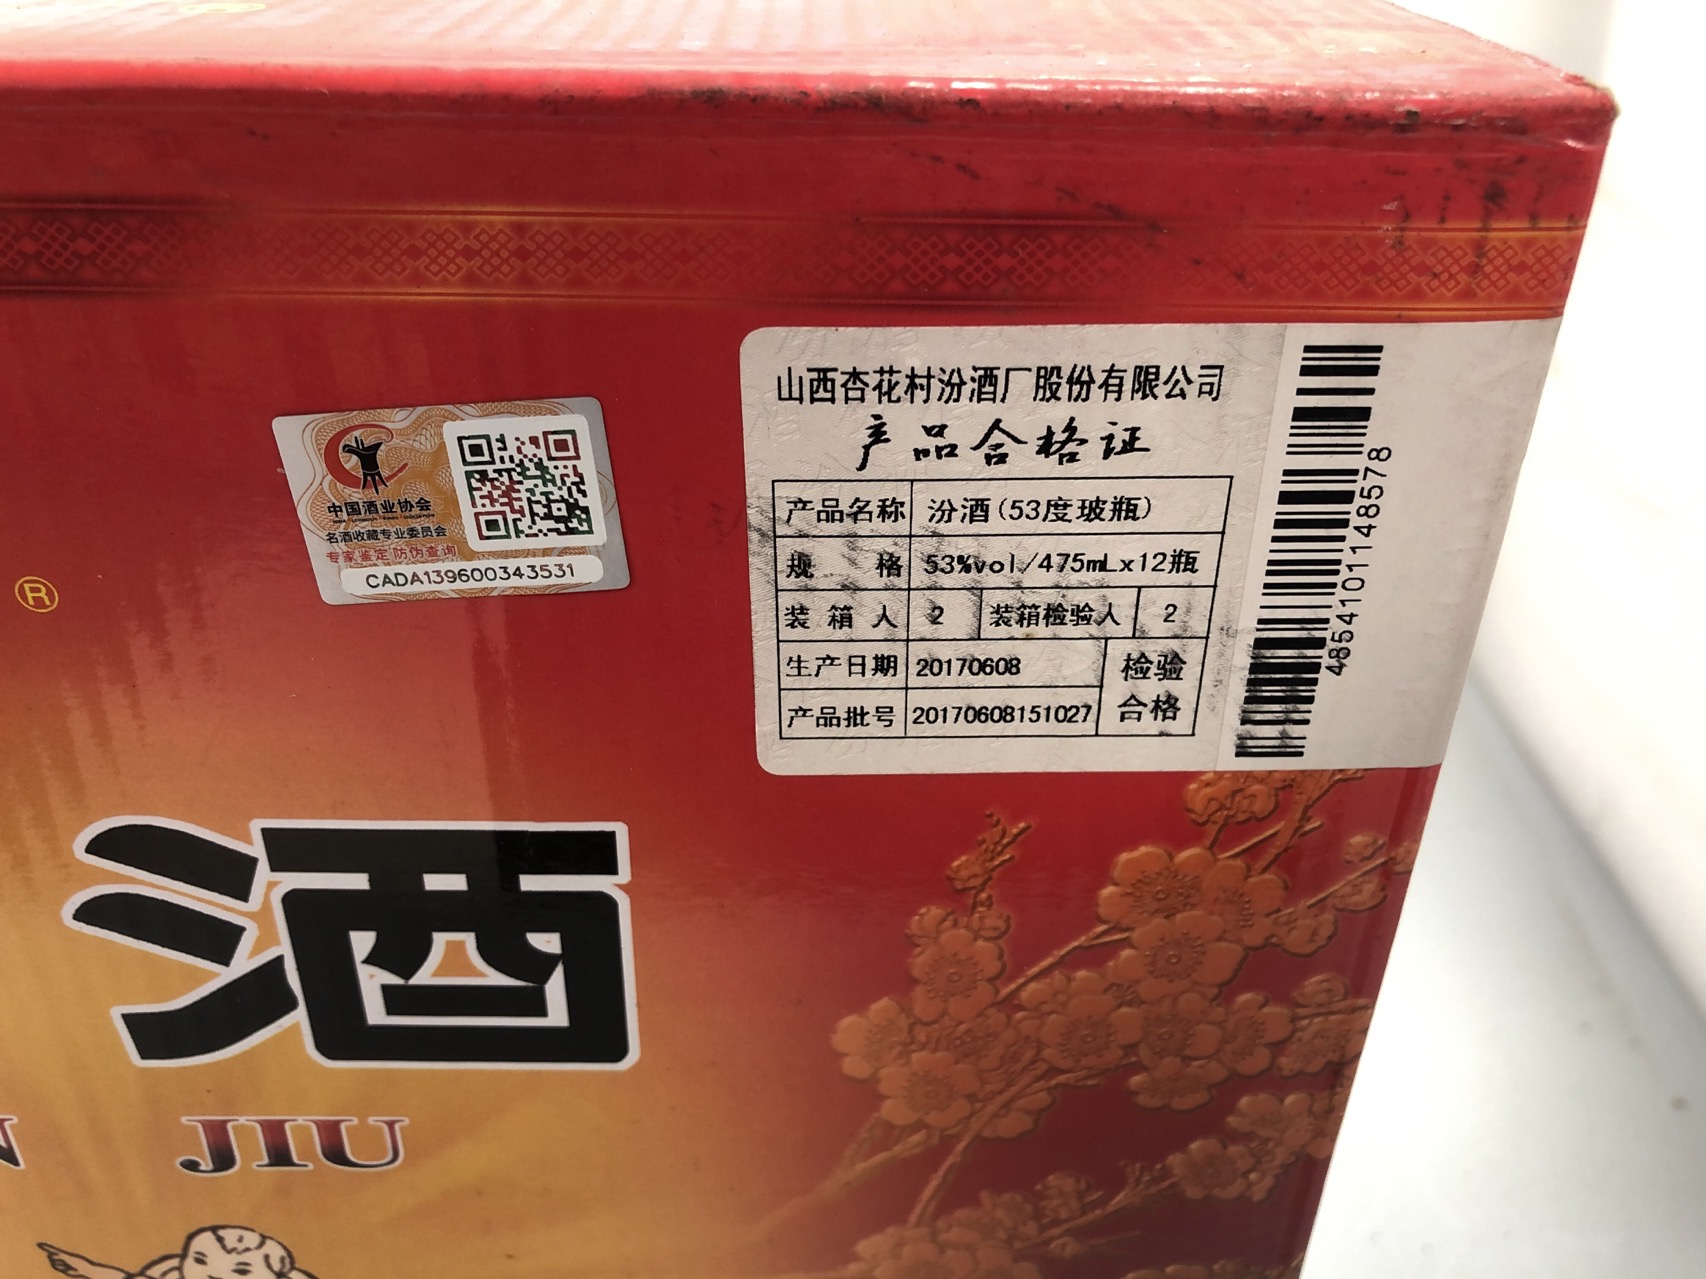 山西杏花村汾酒厂股份有限公司
产品合格证
产品名称 汾酒(53度玻瓶)
规 格 53%vol/475mLx12瓶
装箱人 2 装箱检验人 2
生产日期 20170608 检验
产品批号 20170608151027 合格
4854101148578
中国酒业协会
名酒收藏专业委员会
专家鉴定 防伪查询
CADA139600343531
®
酒
N JIU